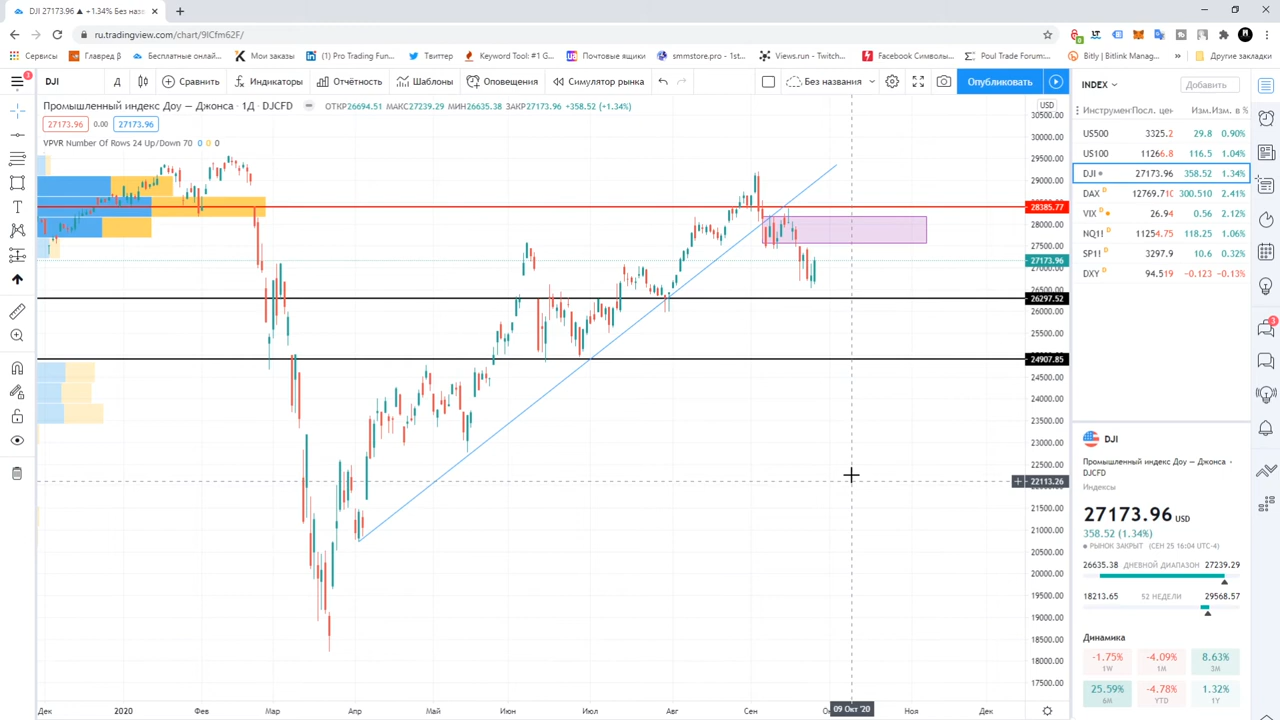 DJI 27173.96 ▲ +1.34% Без назв
ru.tradingview.com/chart/9ICfm62F/
Сервисы Главред β Бесплатные онлай... Мои заказы (1) Pro.Trading Fun... Твиттер Keyword Tool: #1 G... Почтовые ящики smmstore.pro - 1st... Views.run - Twitch... Facebook Символы... Poul Trade Forum:... Bitly | Bitlink Manag... » Другие закладки
DJI Д Сравнить Индикаторы Отчётность Шаблоны Оповещения Симулятор рынка Без названия Опубликовать INDEX Добавить
Промышленный индекс Доу — Джонса · 1Д · DJCFD ОТКР26694.51 МАКС27239.29 МИН26635.38 ЗАКР27173.96 +358.52 (+1.34%)
27173.96 0.00 27173.96
VPVR Number Of Rows 24 Up/Down 70 0 0 0
USD
30500.00
30000.00
29500.00
29000.00
28385.77
28000.00
27500.00
27173.96
27000.00
26500.00
26297.52
26000.00
25500.00
24907.85
24500.00
24000.00
23500.00
23000.00
22500.00
22113.26
21500.00
21000.00
20500.00
20000.00
19500.00
19000.00
18500.00
18000.00
17500.00
Дек 2020 Фев Мар Апр Май Июн Июл Авг Сен 09 Окт '20 Ноя Дек
Инструмен Посл. цен Изм. Изм. в %
US500 3325.2 29.8 0.90%
US100 11266.8 116.5 1.04%
DJI 27173.96 358.52 1.34%
DAX D 12769.710 300.510 2.41%
VIX D 26.94 0.56 2.12%
NQ1! D 11254.75 118.25 1.06%
SP1! D 3297.9 10.6 0.32%
DXY D 94.519 -0.123 -0.13%
DJI
Промышленный индекс Доу — Джонса ·
DJCFD
Индексы
27173.96 USD
358.52 (1.34%)
РЫНОК ЗАКРЫТ (СЕН 25 16:04 UTC-4)
26635.38 ДНЕВНОЙ ДИАПАЗОН 27239.29
18213.65 52 НЕДЕЛИ 29568.57
Динамика
-1.75% -4.09% 8.63%
1W 1M 3M
25.59% -4.78% 1.32%
6M YTD 1Y